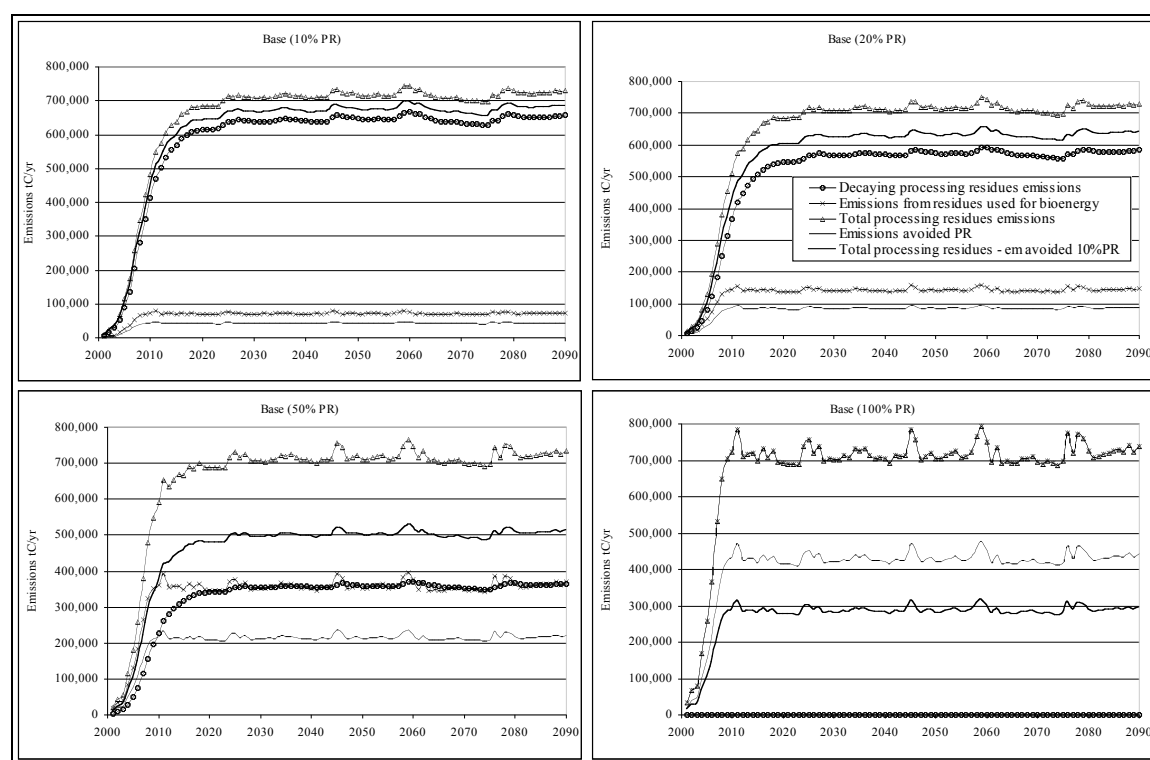 Base (10% PR)
Emissions tC/yr
800,000
700,000
600,000
500,000
400,000
300,000
200,000
100,000
0
2000 2010 2020 2030 2040 2050 2060 2070 2080 2090
Base (20% PR)
Emissions tC/yr
800,000
700,000
600,000
500,000
400,000
300,000
200,000
100,000
0
2000 2010 2020 2030 2040 2050 2060 2070 2080 2090
Decaying processing residues emissions
Emissions from residues used for bioenergy
Total processing residues emissions
Emissions avoided PR
Total processing residues - em avoided 10%PR
Base (50% PR)
Emissions tC/yr
800,000
700,000
600,000
500,000
400,000
300,000
200,000
100,000
0
2000 2010 2020 2030 2040 2050 2060 2070 2080 2090
Base (100% PR)
Emissions tC/yr
800,000
700,000
600,000
500,000
400,000
300,000
200,000
100,000
0
2000 2010 2020 2030 2040 2050 2060 2070 2080 2090